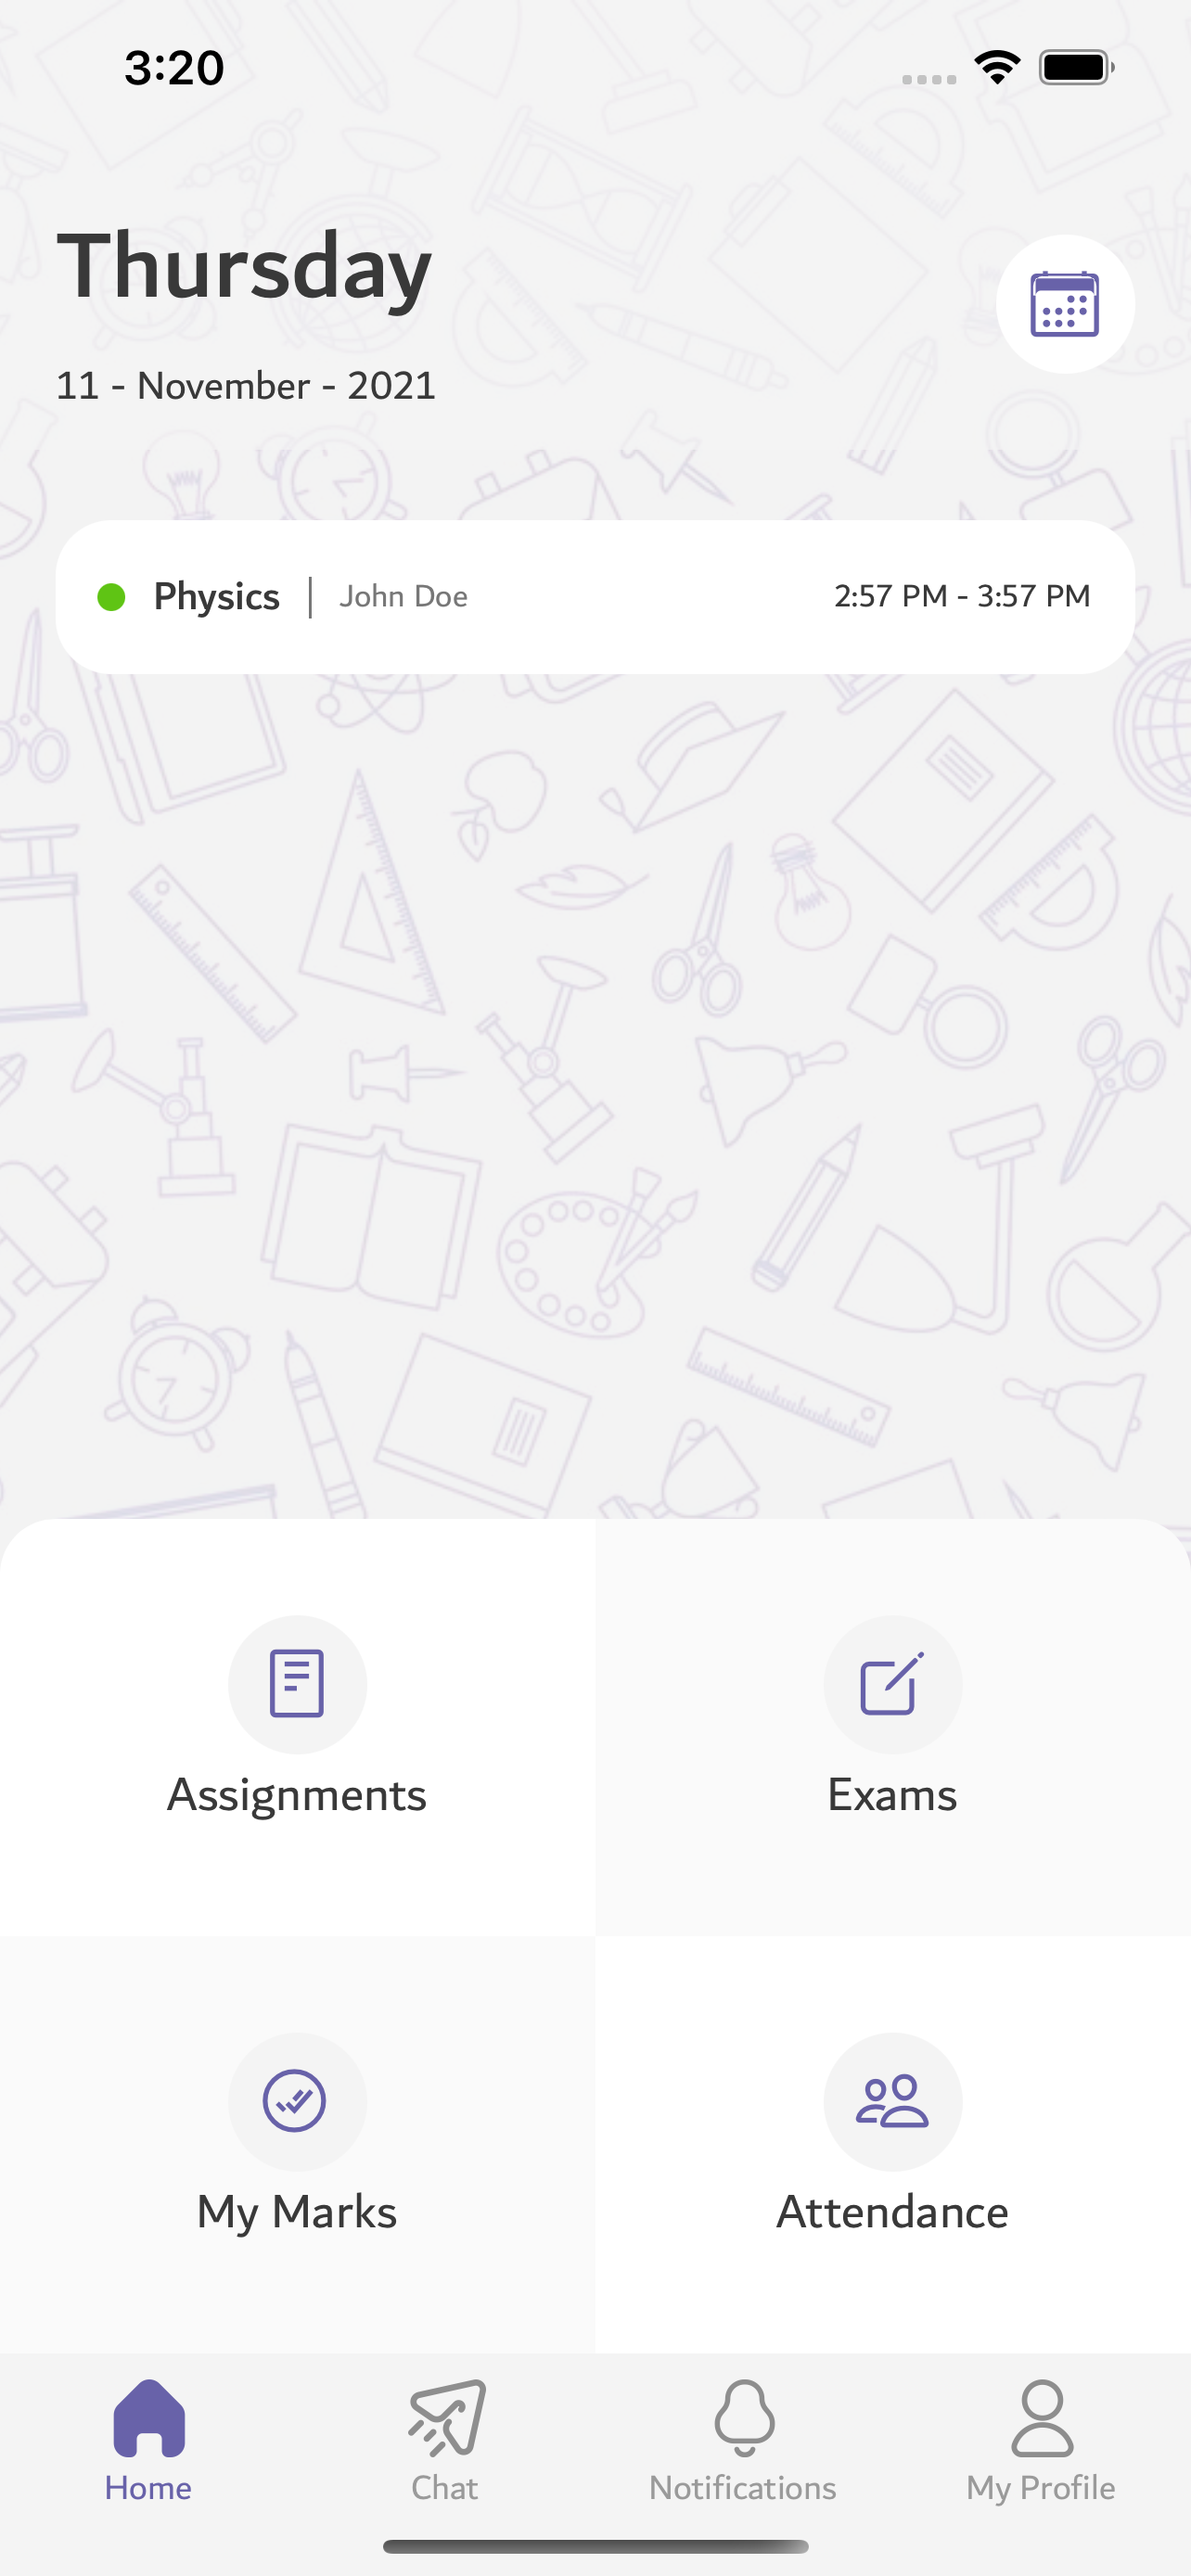 3:20
Thursday
11 - November - 2021
Physics | John Doe 2:57 PM - 3:57 PM
Assignments
Exams
My Marks
Attendance
Home
Chat
Notifications
My Profile